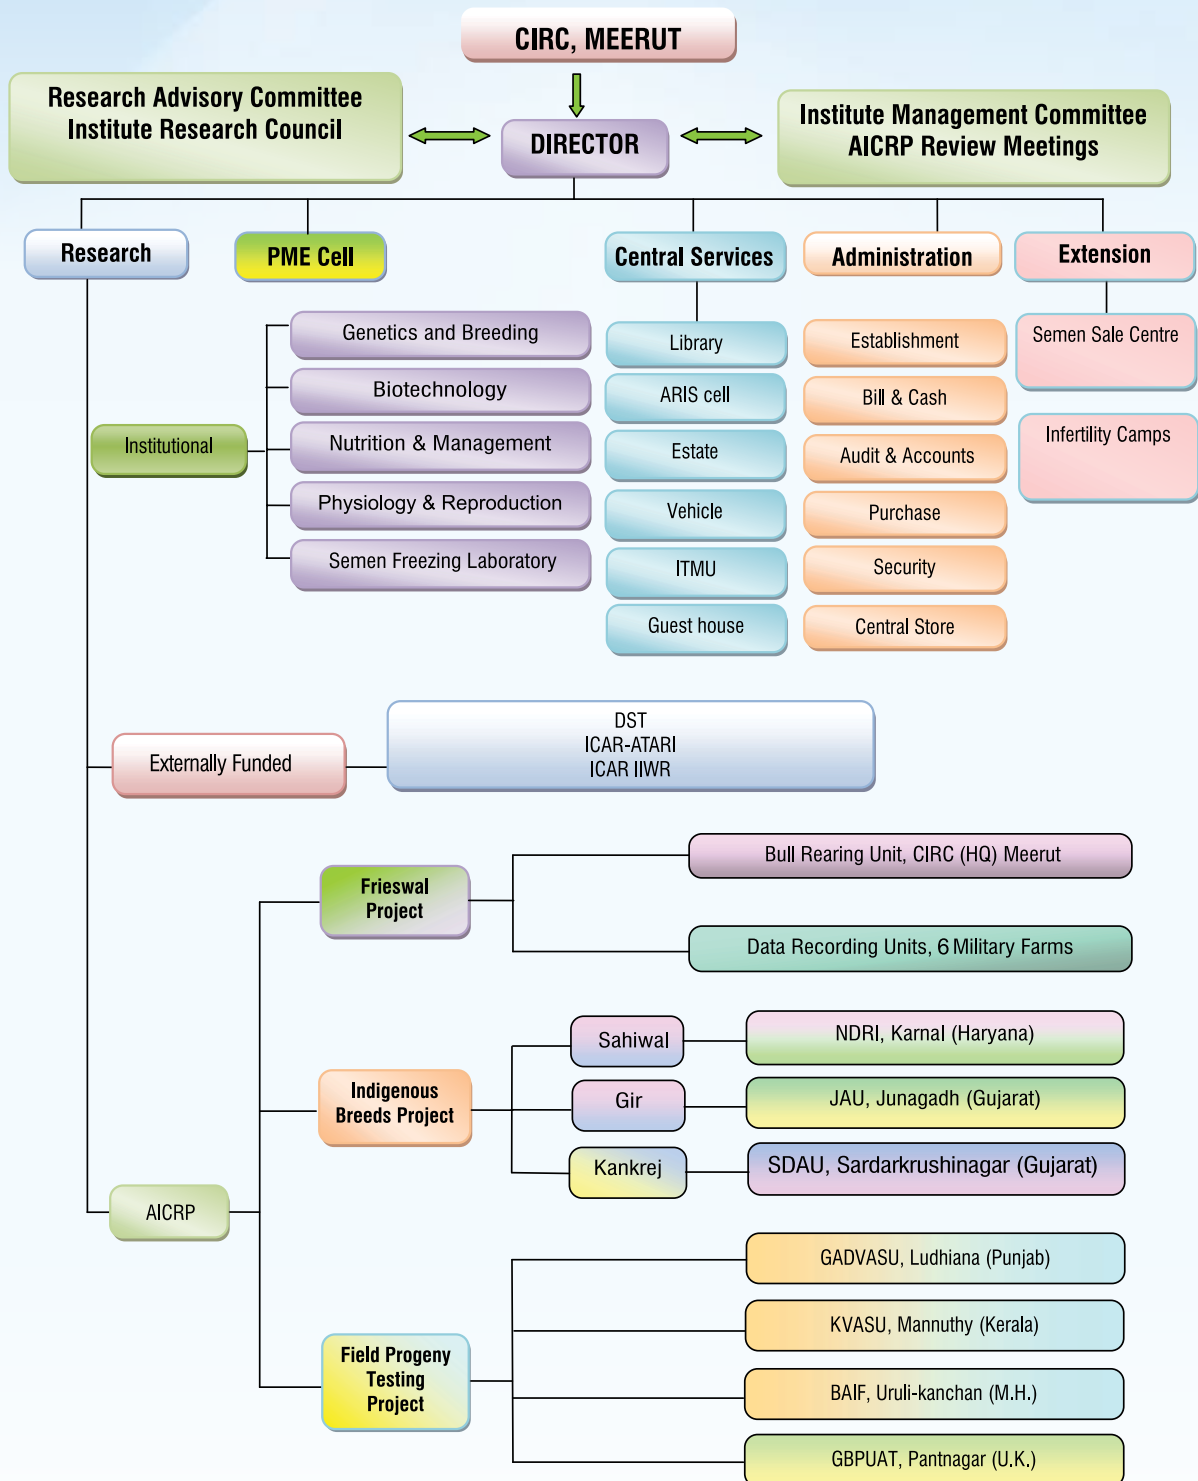 CIRC, MEERUT
Research Advisory Committee
Institute Research Council
DIRECTOR
Institute Management Committee
AICRP Review Meetings
Research
PME Cell
Central Services
Administration
Extension
Institutional
Genetics and Breeding
Biotechnology
Nutrition & Management
Physiology & Reproduction
Semen Freezing Laboratory
Library
ARIS cell
Estate
Vehicle
ITMU
Guest house
Establishment
Bill & Cash
Audit & Accounts
Purchase
Security
Central Store
Semen Sale Centre
Infertility Camps
Externally Funded
DST
ICAR-ATARI
ICAR IIWR
AICRP
Frieswal
Project
Bull Rearing Unit, CIRC (HQ) Meerut
Data Recording Units, 6 Military Farms
Indigenous
Breeds Project
Sahiwal
NDRI, Karnal (Haryana)
Gir
JAU, Junagadh (Gujarat)
Kankrej
SDAU, Sardarkrushinagar (Gujarat)
Field Progeny
Testing
Project
GADVASU, Ludhiana (Punjab)
KVASU, Mannuthy (Kerala)
BAIF, Uruli-kanchan (M.H.)
GBPUAT, Pantnagar (U.K.)